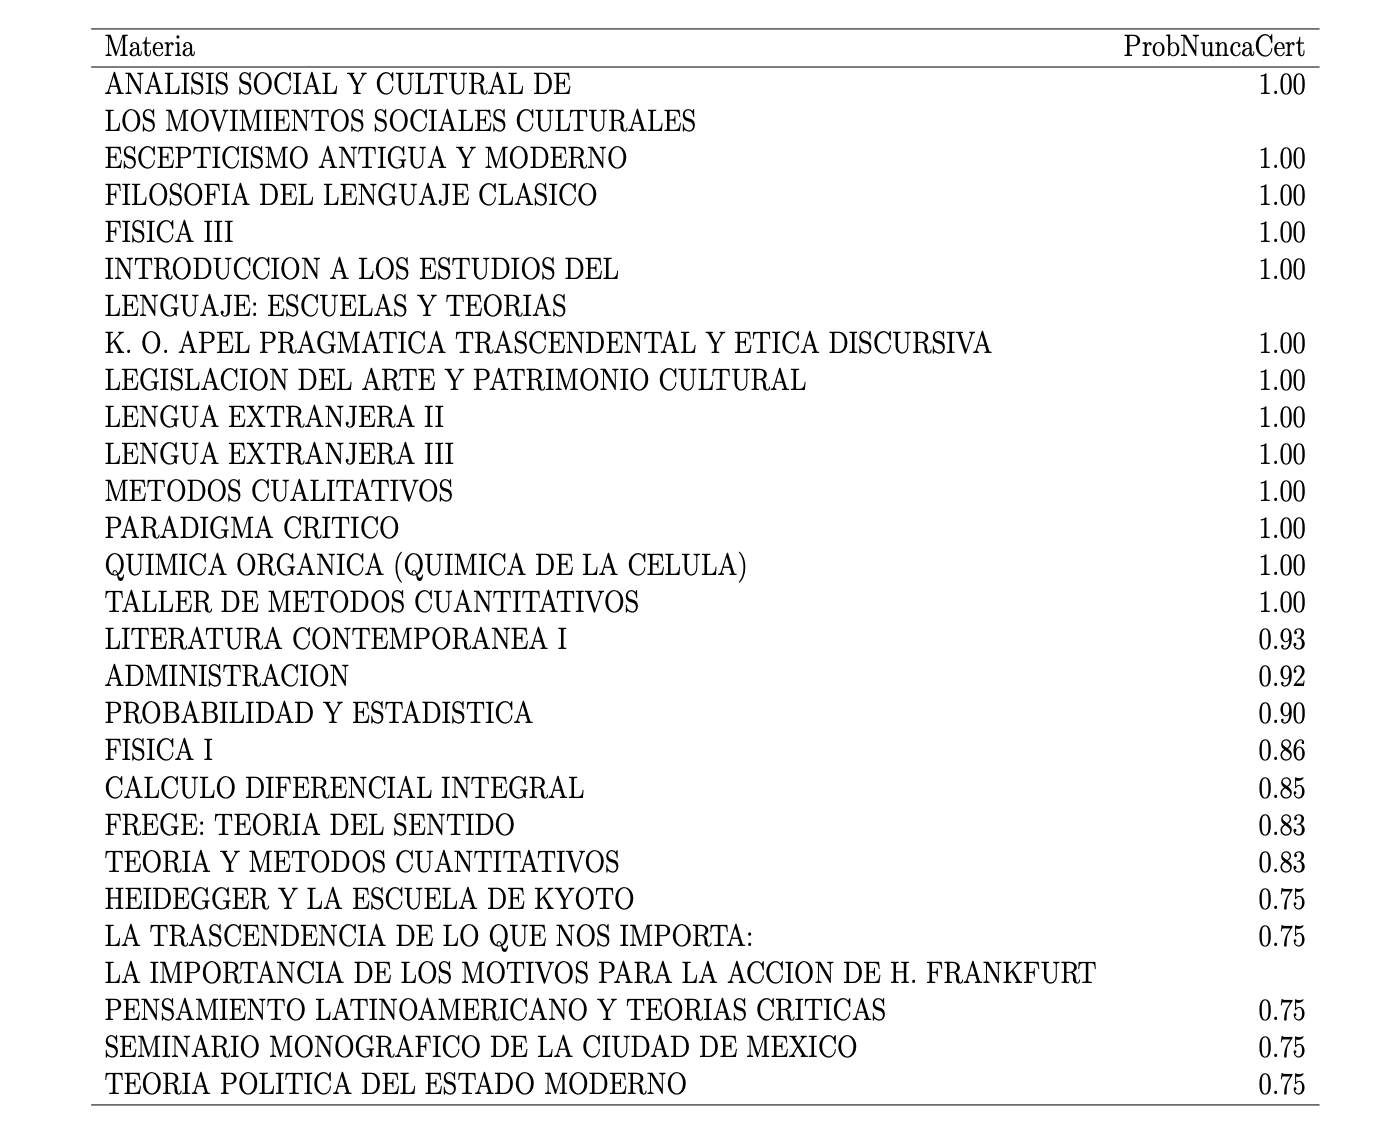 Materia ProbNuncaCert
ANALISIS SOCIAL Y CULTURAL DE 1.00
LOS MOVIMIENTOS SOCIALES CULTURALES
ESCEPTICISMO ANTIGUA Y MODERNO 1.00
FILOSOFIA DEL LENGUAJE CLASICO 1.00
FISICA III 1.00
INTRODUCCION A LOS ESTUDIOS DEL 1.00
LENGUAJE: ESCUELAS Y TEORIAS
K. O. APEL PRAGMATICA TRASCENDENTAL Y ETICA DISCURSIVA 1.00
LEGISLACION DEL ARTE Y PATRIMONIO CULTURAL 1.00
LENGUA EXTRANJERA II 1.00
LENGUA EXTRANJERA III 1.00
METODOS CUALITATIVOS 1.00
PARADIGMA CRITICO 1.00
QUIMICA ORGANICA (QUIMICA DE LA CELULA) 1.00
TALLER DE METODOS CUANTITATIVOS 1.00
LITERATURA CONTEMPORANEA I 0.93
ADMINISTRACION 0.92
PROBABILIDAD Y ESTADISTICA 0.90
FISICA I 0.86
CALCULO DIFERENCIAL INTEGRAL 0.85
FREGE: TEORIA DEL SENTIDO 0.83
TEORIA Y METODOS CUANTITATIVOS 0.83
HEIDEGGER Y LA ESCUELA DE KYOTO 0.75
LA TRASCENDENCIA DE LO QUE NOS IMPORTA: 0.75
LA IMPORTANCIA DE LOS MOTIVOS PARA LA ACCION DE H. FRANKFURT
PENSAMIENTO LATINOAMERICANO Y TEORIAS CRITICAS 0.75
SEMINARIO MONOGRAFICO DE LA CIUDAD DE MEXICO 0.75
TEORIA POLITICA DEL ESTADO MODERNO 0.75